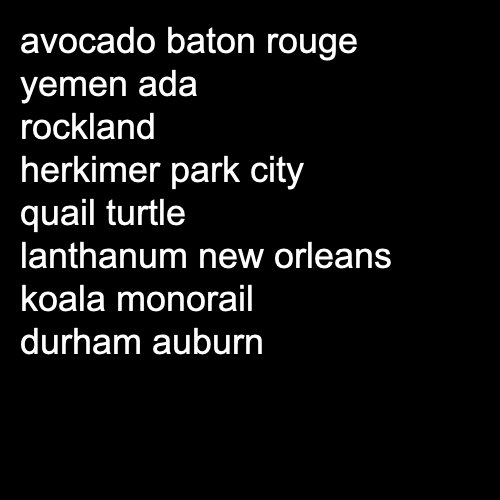 avocado baton rouge
yemen ada
rockland
herkimer park city
quail turtle
lanthanum new orleans
koala monorail
durham auburn